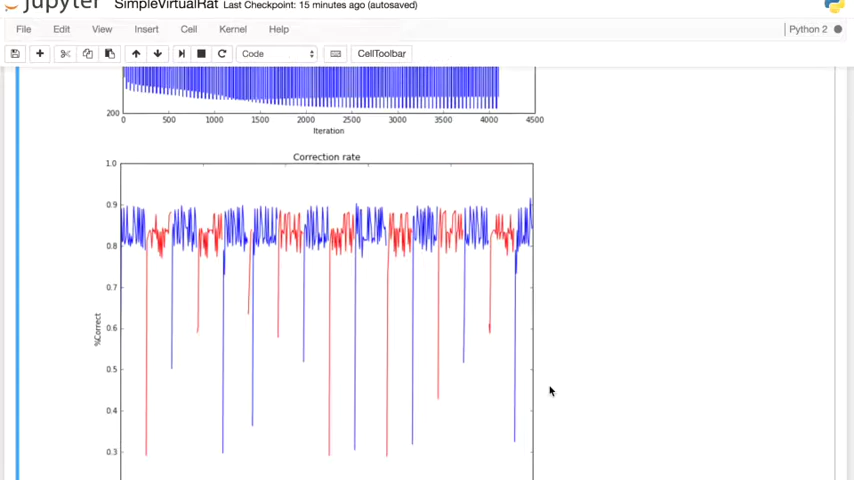 jupyter SimpleVirtualRat Last Checkpoint: 15 minutes ago (autosaved)
File Edit View Insert Cell Kernel Help Python 2
Code CellToolbar
200
0 500 1000 1500 2000 2500 3000 3500 4000 4500
Iteration
Correction rate
1.0
0.9
0.8
0.7
0.6
%Correct
0.5
0.4
0.3